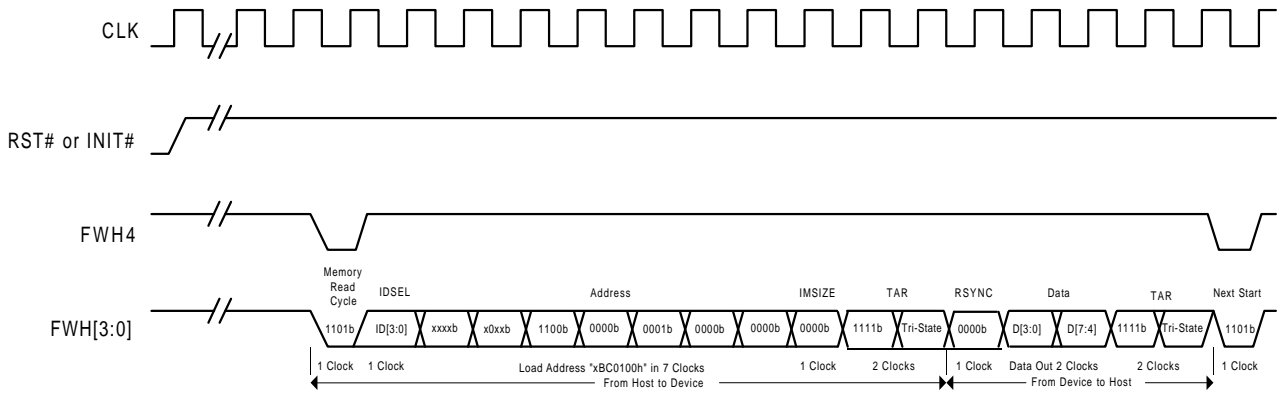 CLK
RST# or INIT#
FWH4
Memory
Read
Cycle
IDSEL Address IMSIZE TAR RSYNC Data TAR Next Start
FWH[3:0]
1101b ID[3:0] xxxxb x0xxb 1100b 0000b 0001b 0000b 0000b 0000b 1111b Tri-State 0000b D[3:0] D[7:4] 1111b Tri-State 1101b
1 Clock 1 Clock Load Address "xBC0100h" in 7 Clocks 1 Clock 2 Clocks 1 Clock Data Out 2 Clocks 2 Clocks 1 Clock
From Host to Device From Device to Host